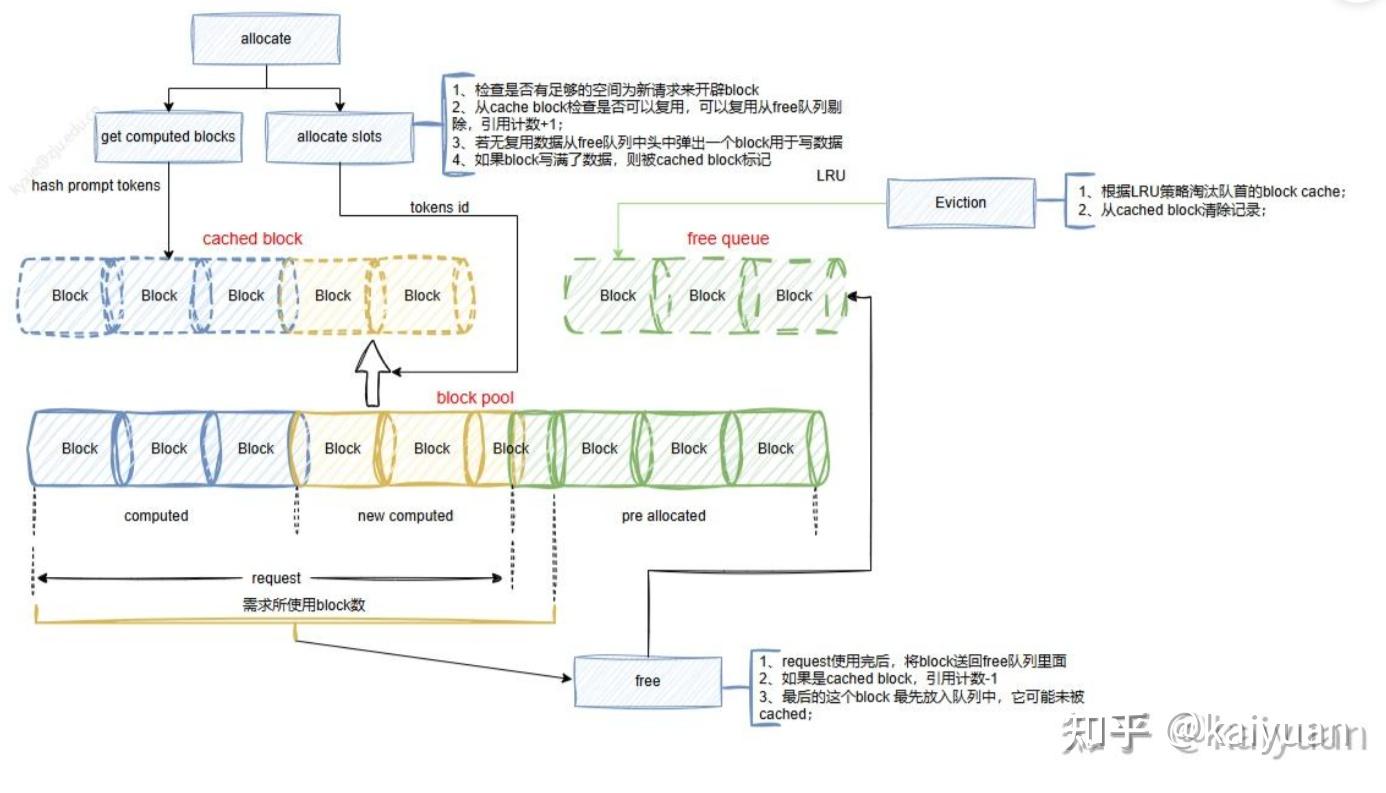 allocate
get computed blocks
allocate slots
1、检查是否有足够的空间为新请求来开辟block
2、从cache block检查是否可以复用，可以复用从free队列剔
除，引用计数+1；
3、若无复用数据从free队列中头中弹出一个block用于写数据
4、如果block写满了数据，则被cached block标记
LRU
Eviction
1、根据LRU策略淘汰队首的block cache；
2、从cached block清除记录；
hash prompt tokens
tokens id
cached block
free queue
Block Block Block Block Block
Block Block Block
block pool
Block Block Block Block Block Block Block Block Block
computed
new computed
pre allocated
request
需求所使用block数
free
1、request使用完后，将block送回free队列里面
2、如果是cached block，引用计数-1
3、最后的这个block 最先放入队列中，它可能未被
cached；
知乎 @kaiyuan